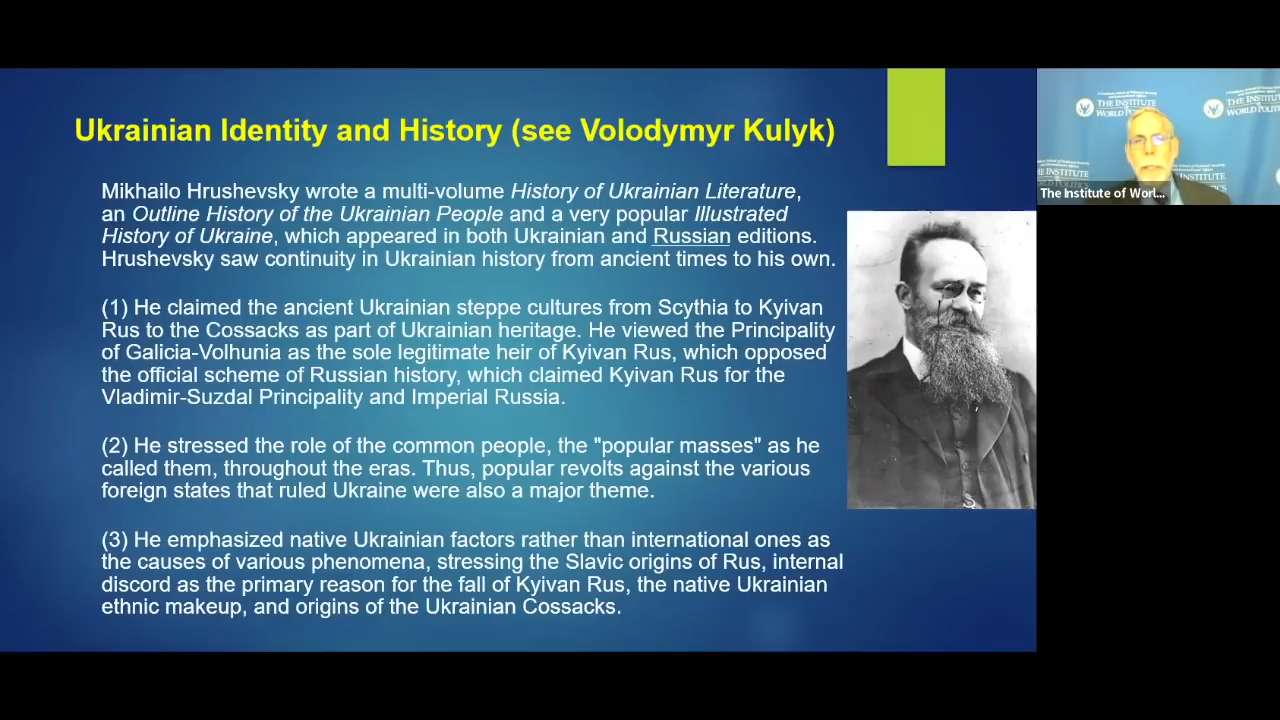 Ukrainian Identity and History (see Volodymyr Kulyk)
Mikhailo Hrushevsky wrote a multi-volume History of Ukrainian Literature,
an Outline History of the Ukrainian People and a very popular Illustrated
History of Ukraine, which appeared in both Ukrainian and Russian editions.
Hrushevsky saw continuity in Ukrainian history from ancient times to his own.
(1) He claimed the ancient Ukrainian steppe cultures from Scythia to Kyivan
Rus to the Cossacks as part of Ukrainian heritage. He viewed the Principality
of Galicia-Volhunia as the sole legitimate heir of Kyivan Rus, which opposed
the official scheme of Russian history, which claimed Kyivan Rus for the
Vladimir-Suzdal Principality and Imperial Russia.
(2) He stressed the role of the common people, the "popular masses" as he
called them, throughout the eras. Thus, popular revolts against the various
foreign states that ruled Ukraine were also a major theme.
(3) He emphasized native Ukrainian factors rather than international ones as
the causes of various phenomena, stressing the Slavic origins of Rus, internal
discord as the primary reason for the fall of Kyivan Rus, the native Ukrainian
ethnic makeup, and origins of the Ukrainian Cossacks.
THE INSTITUTE
WORLD POLITICS
THE INSTITUTE
WORLD POLIT
The Institute of Worl...